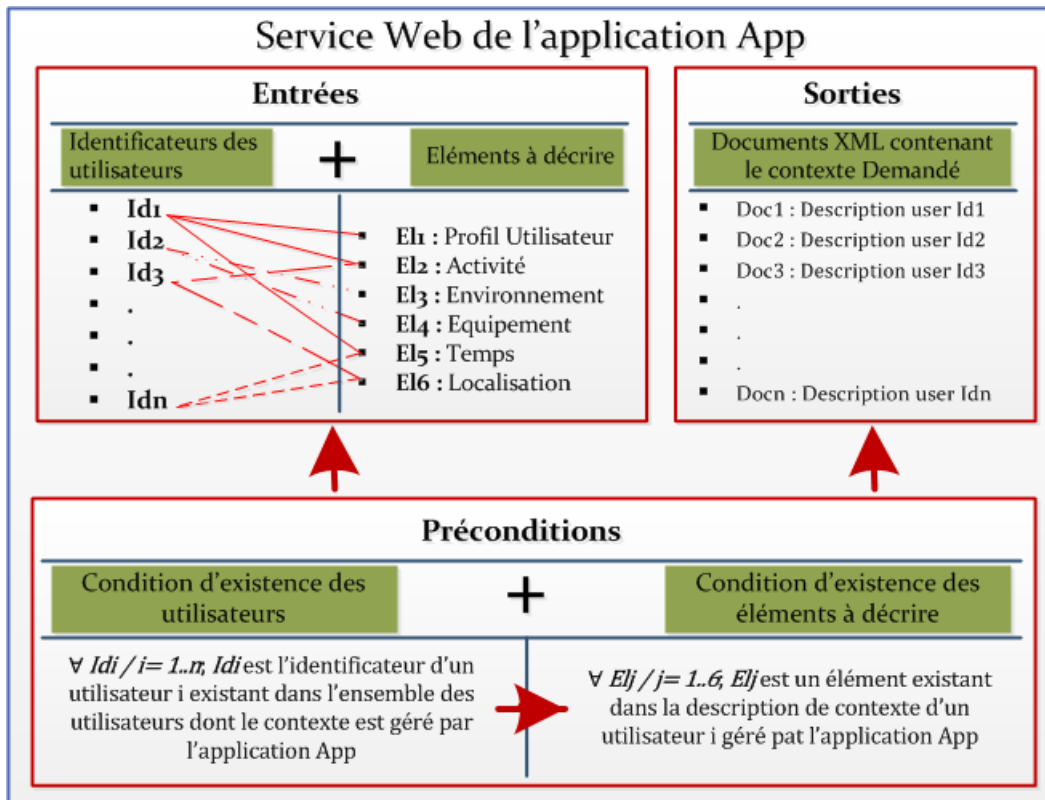 Service Web de l'application App
Entrées
Identificateurs des
utilisateurs
+
Eléments à décrire
▪ Id1
▪ Id2
▪ Id3
▪ .
▪ .
▪ .
▪ Idn
▪ El1 : Profil Utilisateur
▪ El2 : Activité
▪ El3 : Environnement
▪ El4 : Equipement
▪ El5 : Temps
▪ El6 : Localisation
Sorties
Documents XML contenant
le contexte Demandé
▪ Doc1 : Description user Id1
▪ Doc2 : Description user Id2
▪ Doc3 : Description user Id3
▪ .
▪ .
▪ .
▪ Docn : Description user Idn
Préconditions
Condition d'existence des
utilisateurs
+
Condition d'existence des
éléments à décrire
∀ Idi / i= 1..n; Idi est l'identificateur d'un
utilisateur i existant dans l'ensemble des
utilisateurs dont le contexte est géré par
l'application App
∀ Elj / j= 1..6; Elj est un élément existant
dans la description de contexte d'un
utilisateur i géré pat l'application App